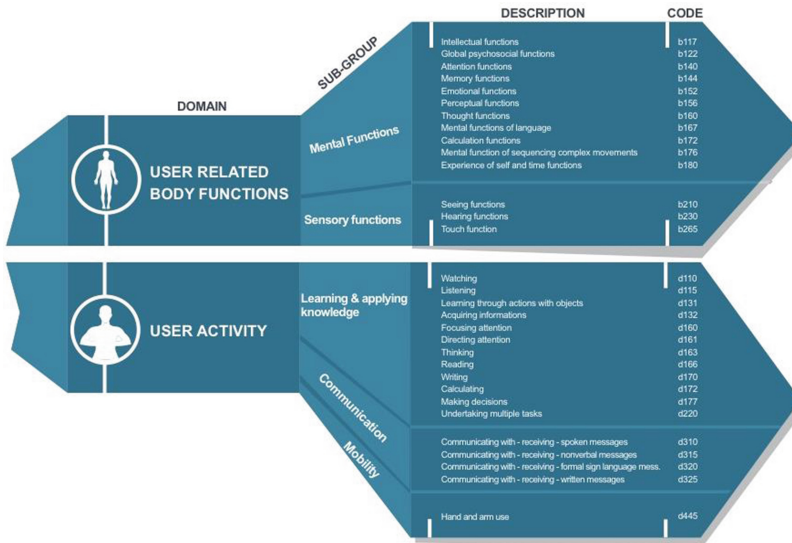 DESCRIPTION CODE
SUB-GROUP
DOMAIN
Intellectual functions b117
Global psychosocial functions b122
Attention functions b140
Memory functions b144
Emotional functions b152
Perceptual functions b156
Thought functions b160
Mental functions of language b167
Calculation functions b172
Mental function of sequencing complex movements b176
Experience of self and time functions b180
Mental Functions
USER RELATED
BODY FUNCTIONS
Sensory functions
Seeing functions b210
Hearing functions b230
Touch function b265
USER ACTIVITY
Learning & applying
knowledge
Watching d110
Listening d115
Learning through actions with objects d131
Acquiring informations d132
Focusing attention d160
Directing attention d161
Thinking d163
Reading d166
Writing d170
Calculating d172
Making decisions d177
Undertaking multiple tasks d220
Communication
Communicating with - receiving - spoken messages d310
Communicating with - receiving - nonverbal messages d315
Communicating with - receiving - formal sign language mess. d320
Communicating with - receiving - written messages d325
Mobility
Hand and arm use d445